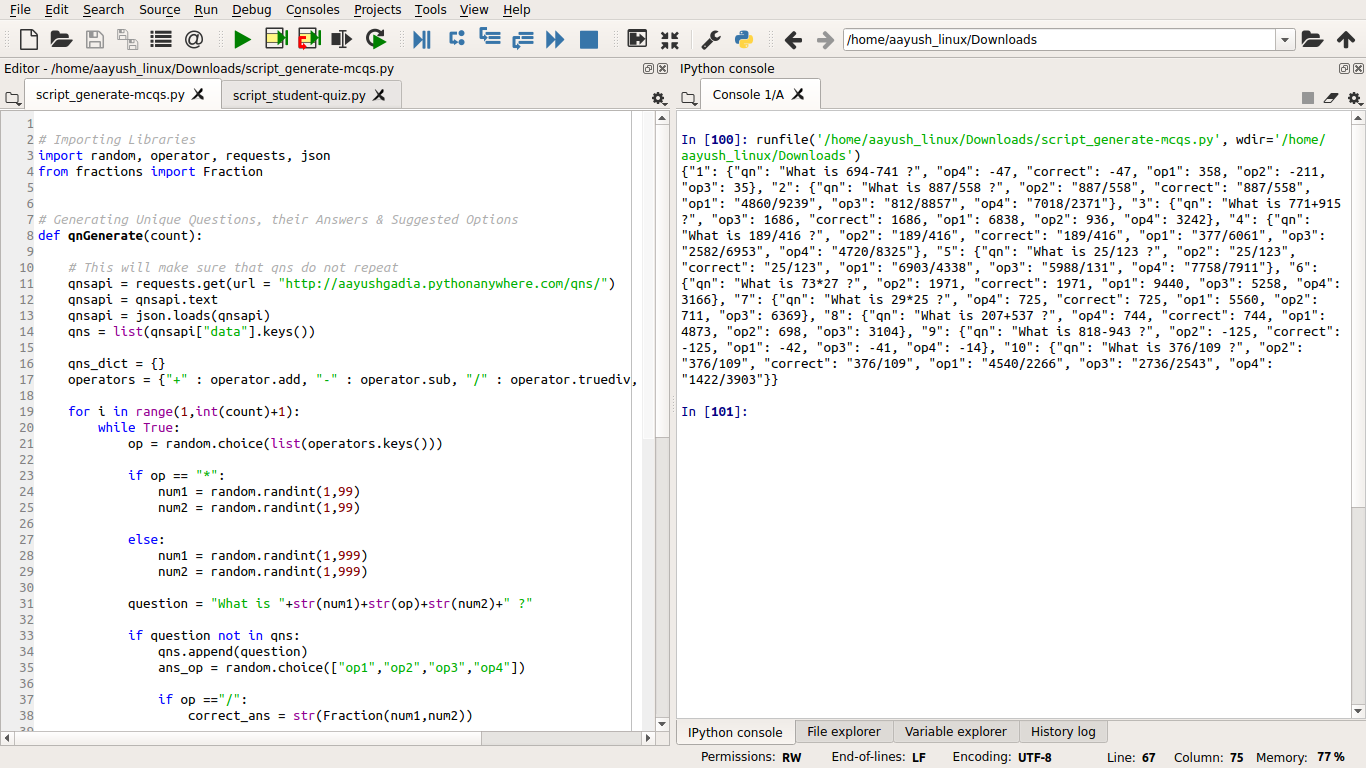 File Edit Search Source Run Debug Consoles Projects Tools View Help
/home/aayush_linux/Downloads
Editor - /home/aayush_linux/Downloads/script_generate-mcqs.py
script_generate-mcqs.py script_student-quiz.py
1
2 # Importing Libraries
3 import random, operator, requests, json
4 from fractions import Fraction
5
6
7 # Generating Unique Questions, their Answers & Suggested Options
8 def qnGenerate(count):
9
10 # This will make sure that qns do not repeat
11 qnsapi = requests.get(url = "http://aayushgadia.pythonanywhere.com/qns/")
12 qnsapi = qnsapi.text
13 qnsapi = json.loads(qnsapi)
14 qns = list(qnsapi["data"].keys())
15
16 qns_dict = {}
17 operators = {"+" : operator.add, "-" : operator.sub, "/" : operator.truediv,
18
19 for i in range(1,int(count)+1):
20 while True:
21 op = random.choice(list(operators.keys()))
22
23 if op == "*":
24 num1 = random.randint(1,99)
25 num2 = random.randint(1,99)
26
27 else:
28 num1 = random.randint(1,999)
29 num2 = random.randint(1,999)
30
31 question = "What is "+str(num1)+str(op)+str(num2)+" ?"
32
33 if question not in qns:
34 qns.append(question)
35 ans_op = random.choice(["op1","op2","op3","op4"])
36
37 if op =="/":
38 correct_ans = str(Fraction(num1,num2))
IPython console
Console 1/A
In [100]: runfile('/home/aayush_linux/Downloads/script_generate-mcqs.py', wdir='/home/
aayush_linux/Downloads')
{"1": {"qn": "What is 694-741 ?", "op4": -47, "correct": -47, "op1": 358, "op2": -211,
"op3": 35}, "2": {"qn": "What is 887/558 ?", "op2": "887/558", "correct": "887/558",
"op1": "4860/9239", "op3": "812/8857", "op4": "7018/2371"}, "3": {"qn": "What is 771+915
?", "op3": 1686, "correct": 1686, "op1": 6838, "op2": 936, "op4": 3242}, "4": {"qn":
"What is 189/416 ?", "op2": "189/416", "correct": "189/416", "op1": "377/6061", "op3":
"2582/6953", "op4": "4720/8325"}, "5": {"qn": "What is 25/123 ?", "op2": "25/123",
"correct": "25/123", "op1": "6903/4338", "op3": "5988/131", "op4": "7758/7911"}, "6":
{"qn": "What is 73*27 ?", "op2": 1971, "correct": 1971, "op1": 9440, "op3": 5258, "op4":
3166}, "7": {"qn": "What is 29*25 ?", "op4": 725, "correct": 725, "op1": 5560, "op2":
711, "op3": 6369}, "8": {"qn": "What is 207+537 ?", "op4": 744, "correct": 744, "op1":
4873, "op2": 698, "op3": 3104}, "9": {"qn": "What is 818-943 ?", "op2": -125, "correct":
-125, "op1": -42, "op3": -41, "op4": -14}, "10": {"qn": "What is 376/109 ?", "op2":
"376/109", "correct": "376/109", "op1": "4540/2266", "op3": "2736/2543", "op4":
"1422/3903"}}
In [101]:
IPython console File explorer Variable explorer History log
Permissions: RW End-of-lines: LF Encoding: UTF-8 Line: 67 Column: 75 Memory: 77 %